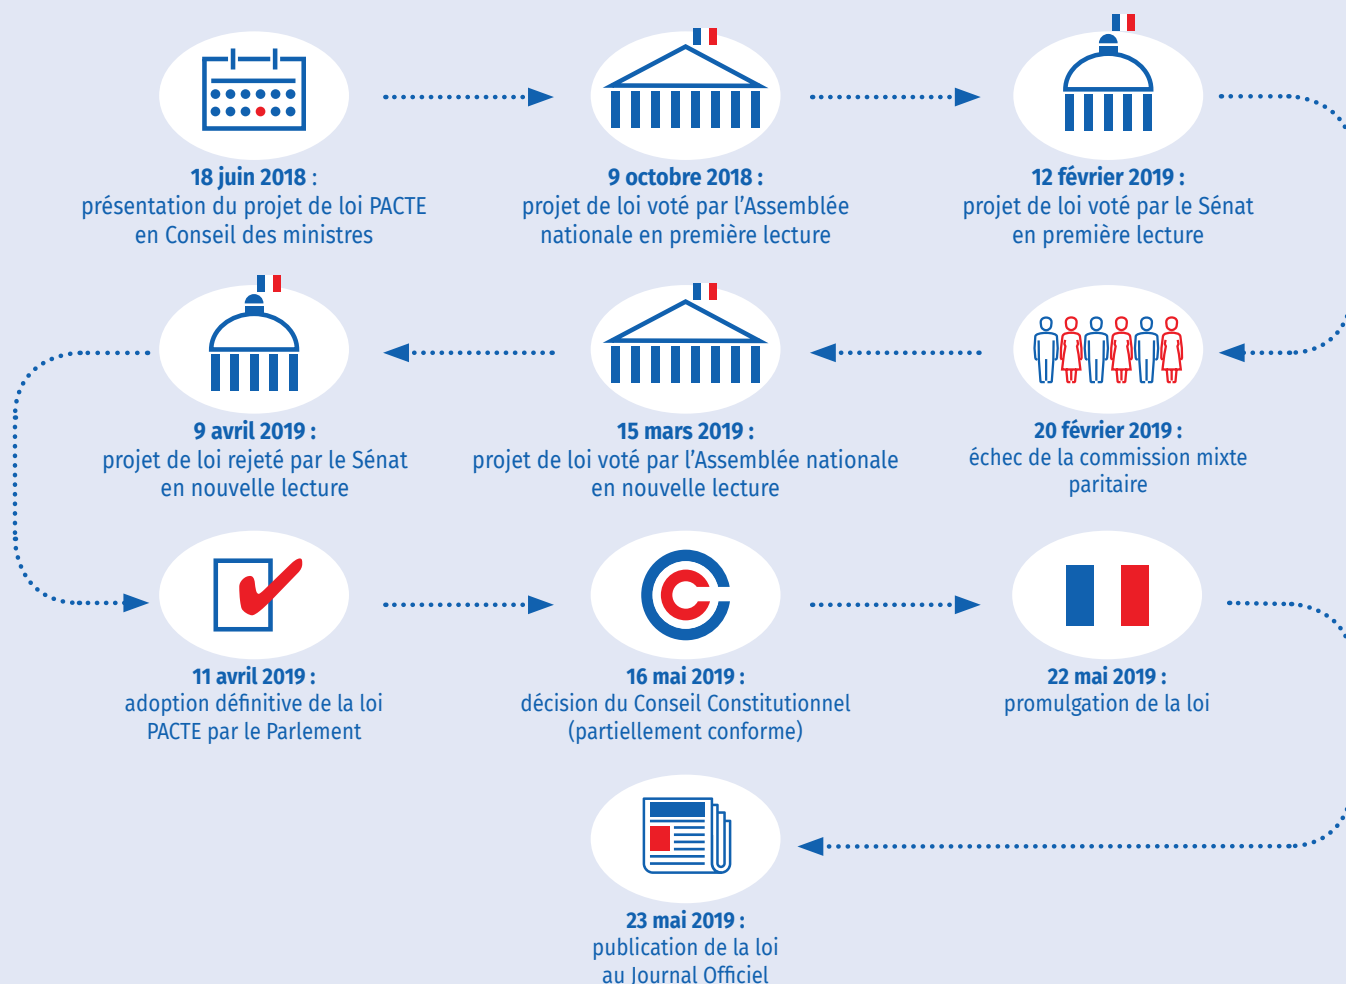 18 juin 2018 :
présentation du projet de loi PACTE
en Conseil des ministres
9 octobre 2018 :
projet de loi voté par l’Assemblée
nationale en première lecture
12 février 2019 :
projet de loi voté par le Sénat
en première lecture
20 février 2019 :
échec de la commission mixte
paritaire
15 mars 2019 :
projet de loi voté par l’Assemblée nationale
en nouvelle lecture
9 avril 2019 :
projet de loi rejeté par le Sénat
en nouvelle lecture
11 avril 2019 :
adoption définitive de la loi
PACTE par le Parlement
16 mai 2019 :
décision du Conseil Constitutionnel
(partiellement conforme)
22 mai 2019 :
promulgation de la loi
23 mai 2019 :
publication de la loi
au Journal Officiel